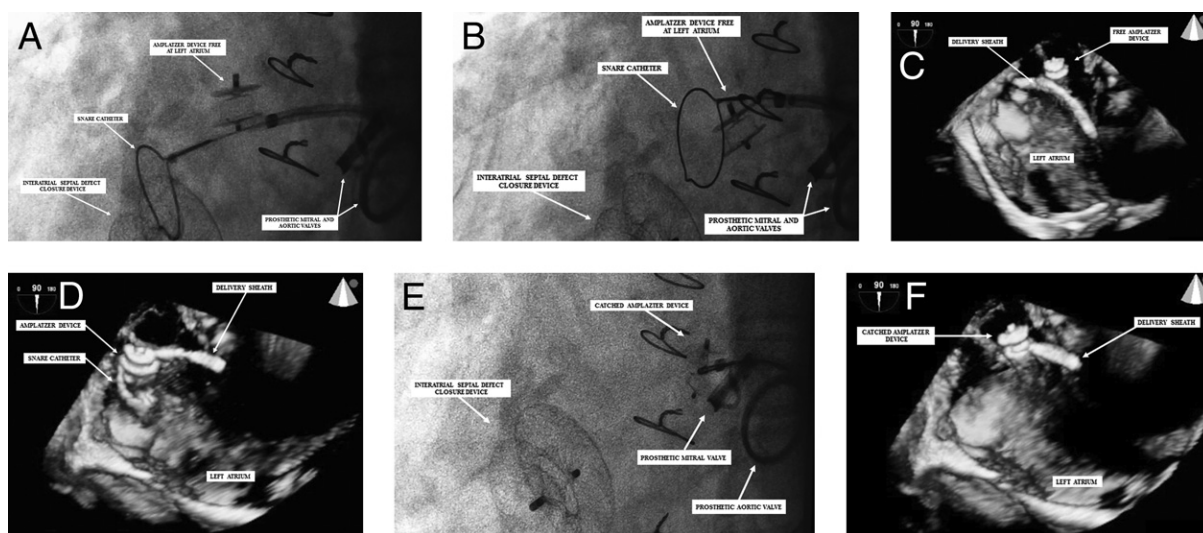 A
AMPLATZER DEVICE FREE
AT LEFT ATRIUM
SNARE CATHETER
INTERATRIAL SEPTAL DEFECT
CLOSURE DEVICE
PROSTHETIC MITRAL AND
AORTIC VALVES
B
AMPLATZER DEVICE FREE
AT LEFT ATRIUM
SNARE CATHETER
INTERATRIAL SEPTAL DEFECT
CLOSURE DEVICE
PROSTHETIC MITRAL AND
AORTIC VALVES
C
0 90 180
DELIVERY SHEATH
FREE AMPLATZER
DEVICE
LEFT ATRIUM
D
0 90 180
DELIVERY SHEATH
AMPLATZER DEVICE
SNARE CATHETER
LEFT ATRIUM
E
CATCHED AMPLAZTER DEVICE
INTERATRIAL SEPTAL DEFECT
CLOSURE DEVICE
PROSTHETIC MITRAL VALVE
PROSTHETIC AORTIC VALVE
F
0 90 180
DELIVERY SHEATH
CATCHED AMPLATZER
DEVICE
LEFT ATRIUM